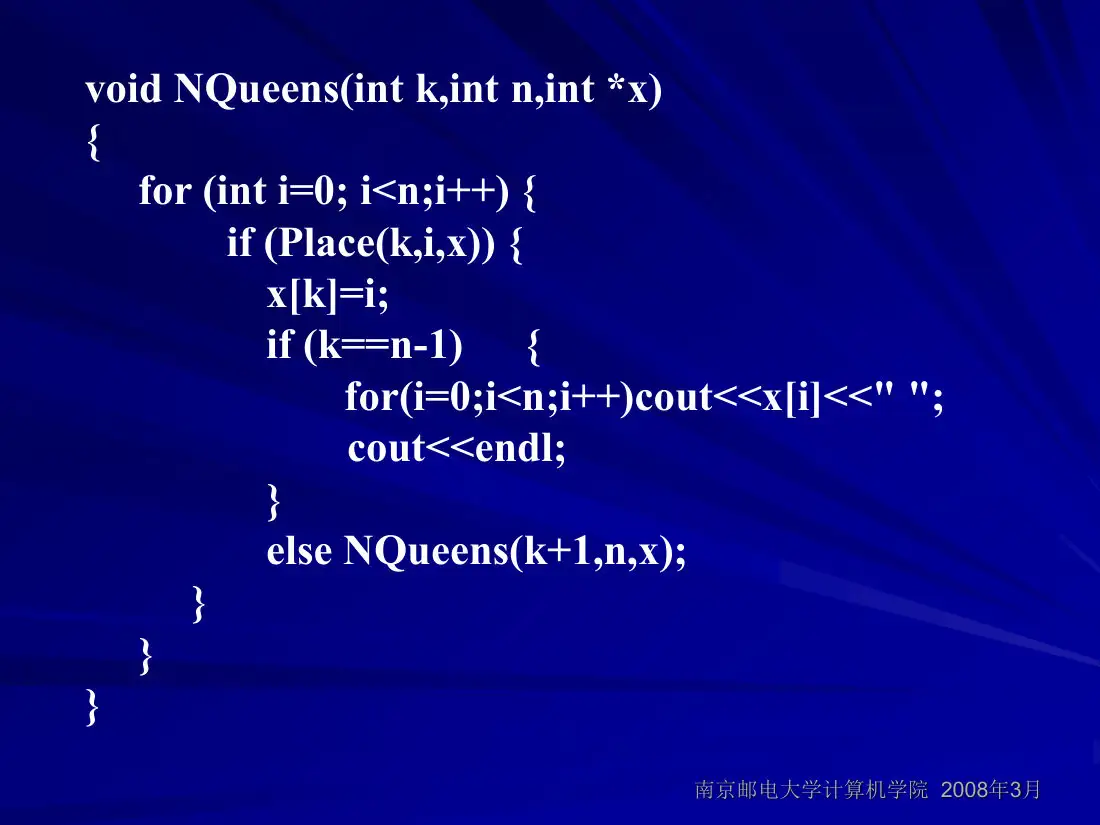 void NQueens(int k,int n,int *x)
{
for (int i=0; i<n;i++) {
if (Place(k,i,x)) {
x[k]=i;
if (k==n-1) {
for(i=0;i<n;i++)cout<<x[i]<<" ";
cout<<endl;
}
else NQueens(k+1,n,x);
}
}
}
南京邮电大学计算机学院 2008年3月